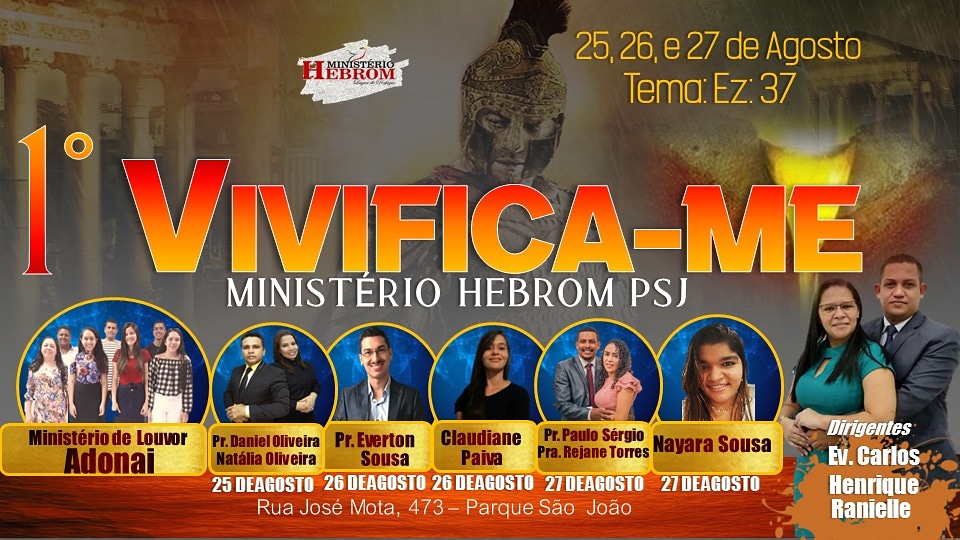 MINISTÉRIO
HEBROM
Lugar de Refúgio
25, 26, e 27 de Agosto
Tema: Ez: 37
1° VIVIFICA-ME
MINISTÉRIO HEBROM PSJ
Ministério de Louvor
Adonai
Pr. Daniel Oliveira
Natália Oliveira
25 DEAGOSTO
Pr. Everton
Sousa
26 DEAGOSTO
Claudiane
Paiva
26 DEAGOSTO
Pr. Paulo Sérgio
Pra. Rejane Torres
27 DEAGOSTO
Nayara Sousa
27 DEAGOSTO
Dirigentes
Ev. Carlos
Henrique
Ranielle
Rua José Mota, 473 – Parque São João